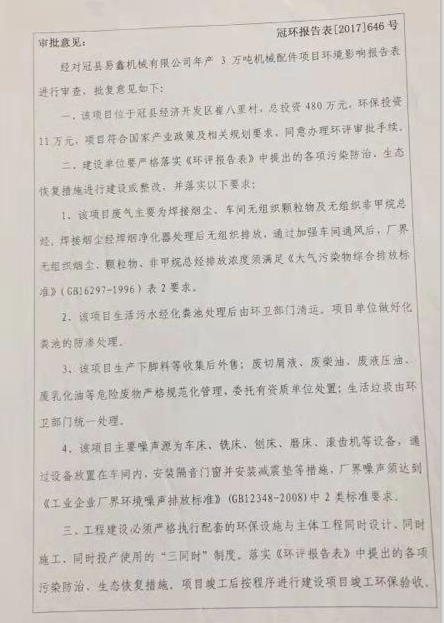 审批意见:
冠环报告表[2017]646 号
经对冠县易鑫机械有限公司年产 3 万吨机械配件项目环境影响报告表
进行审查, 批复意见如下:
一、该项目位于冠县经济开发区崔八里村, 总投资 480 万元, 环保投资
11 万元, 项目符合国家产业政策及相关规划要求, 同意办理环评审批手续。
二、建设单位要严格落实《环评报告表》中提出的各项污染防治、生态
恢复措施进行建设或整改, 并落实以下要求:
1、该项目废气主要为焊接烟尘、车间无组织颗粒物及无组织非甲烷总
烃, 焊接烟尘经焊烟净化器处理后无组织排放, 通过加强车间通风后, 厂界
无组织烟尘、颗粒物、非甲烷总烃排放浓度须满足《大气污染物综合排放标
准》(GB16297-1996) 表 2 要求。
2、该项目生活污水经化粪池处理后由环卫部门清运。项目单位做好化
粪池的防渗处理。
3、该项目生产下脚料等收集后外售; 废切屑液、废柴油、废液压油、
废乳化油等危险废物严格规范化管理, 委托有资质单位处置; 生活垃圾由环
卫部门统一处理。
4、该项目主要噪声源为车床、铣床、刨床、磨床、滚齿机等设备, 通
过设备放置在车间内, 安装隔音门窗并安装减震垫等措施, 厂界噪声须达到
《工业企业厂界环境噪声排放标准》(GB12348-2008) 中 2 类标准要求。
三、工程建设必须严格执行配套的环保设施与主体工程同时设计、同时
施工、同时投产使用的“三同时”制度。落实《环评报告表》中提出的各项
污染防治、生态恢复措施。项目竣工后按程序进行建设项目竣工环保验收。